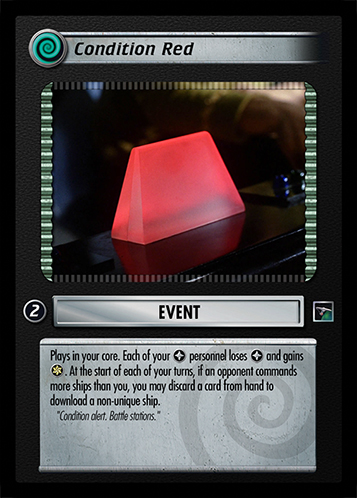 Condition Red
2
EVENT
Plays in your core. Each of your personnel loses and gains
. At the start of each of your turns, if an opponent commands
more ships than you, you may discard a card from hand to
download a non-unique ship.
"Condition alert. Battle stations."